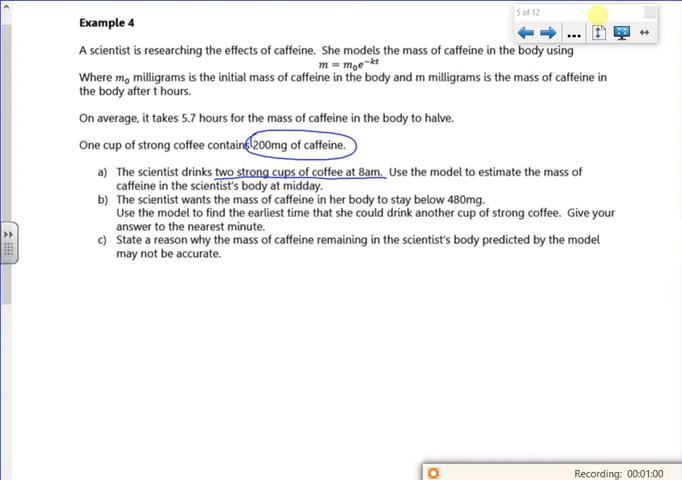 5 of 12
Example 4
A scientist is researching the effects of caffeine. She models the mass of caffeine in the body using
m = m₀e⁻ᵏᵗ
Where m₀ milligrams is the initial mass of caffeine in the body and m milligrams is the mass of caffeine in
the body after t hours.
On average, it takes 5.7 hours for the mass of caffeine in the body to halve.
One cup of strong coffee contains 200mg of caffeine.
a) The scientist drinks two strong cups of coffee at 8am. Use the model to estimate the mass of
caffeine in the scientist's body at midday.
b) The scientist wants the mass of caffeine in her body to stay below 480mg.
Use the model to find the earliest time that she could drink another cup of strong coffee. Give your
answer to the nearest minute.
c) State a reason why the mass of caffeine remaining in the scientist's body predicted by the model
may not be accurate.
Recording: 00:01:00